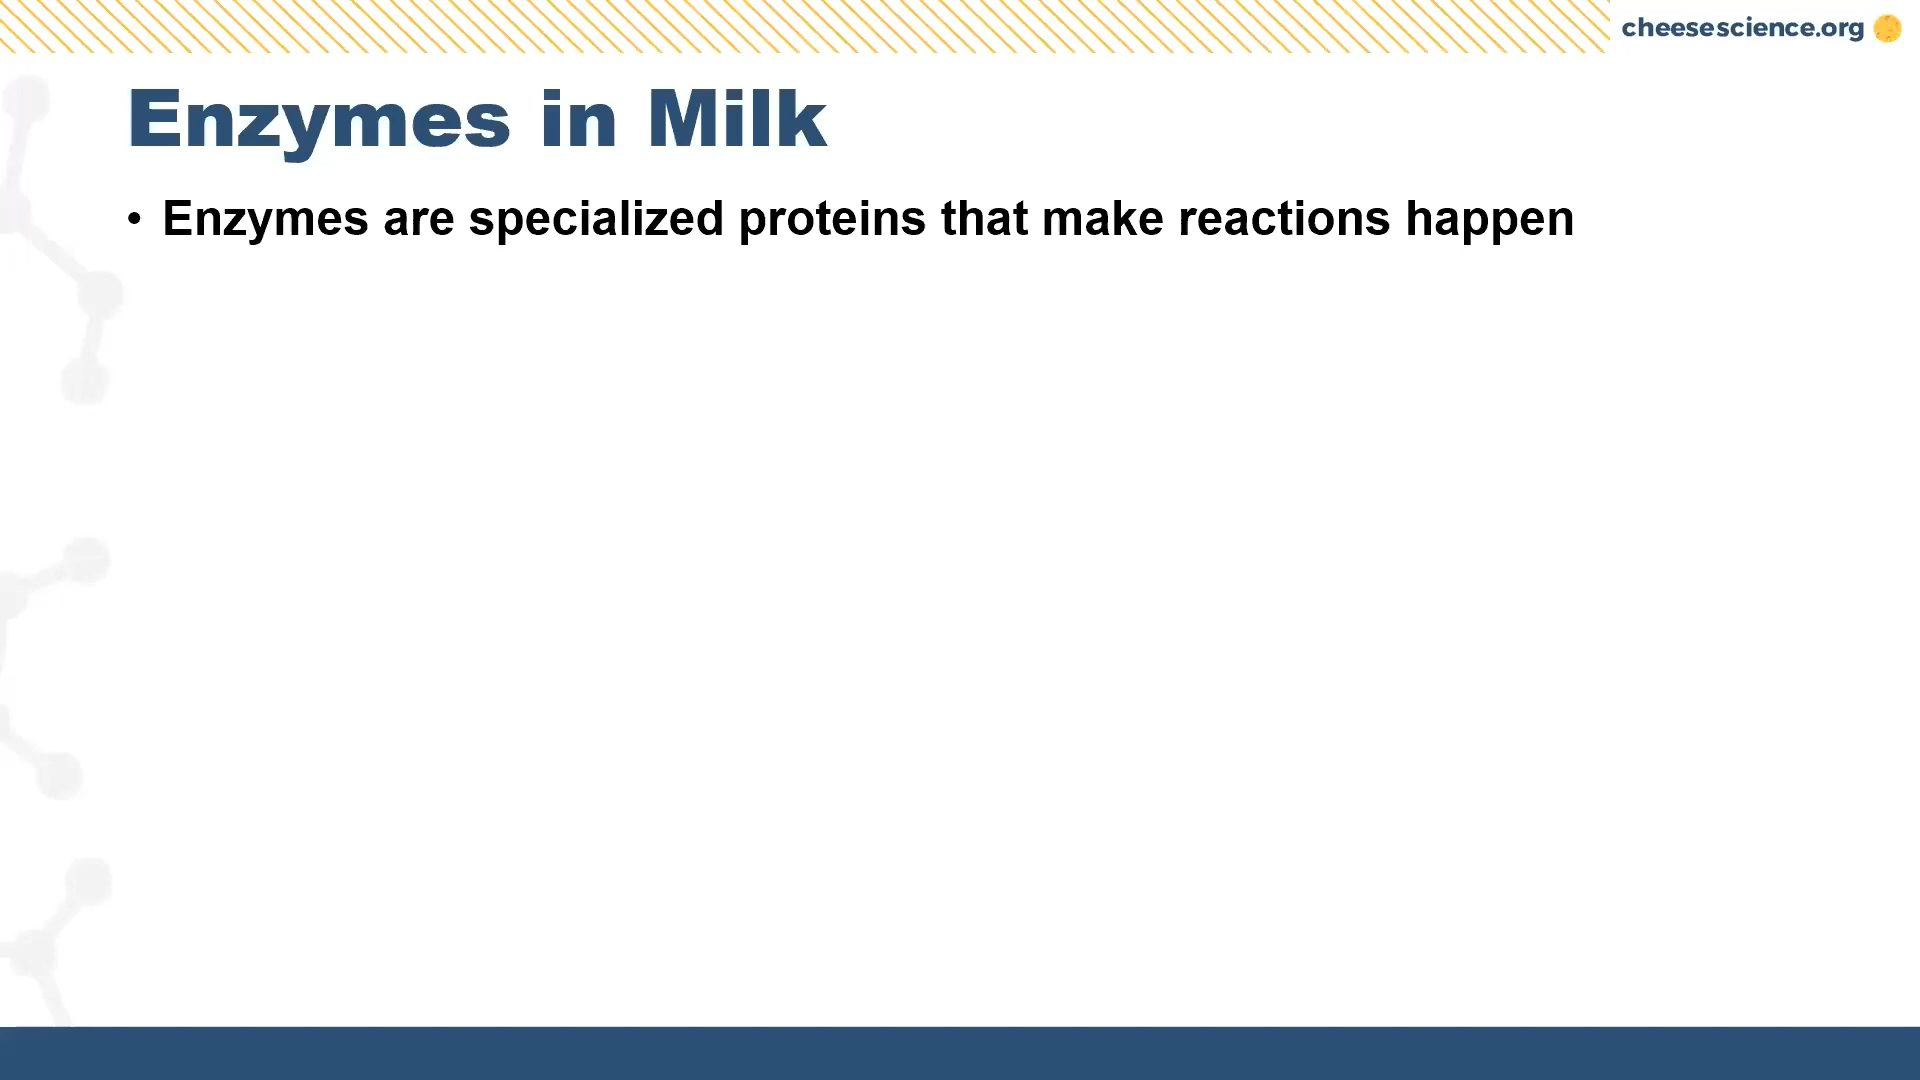 cheesescience.org
Enzymes in Milk
• Enzymes are specialized proteins that make reactions happen